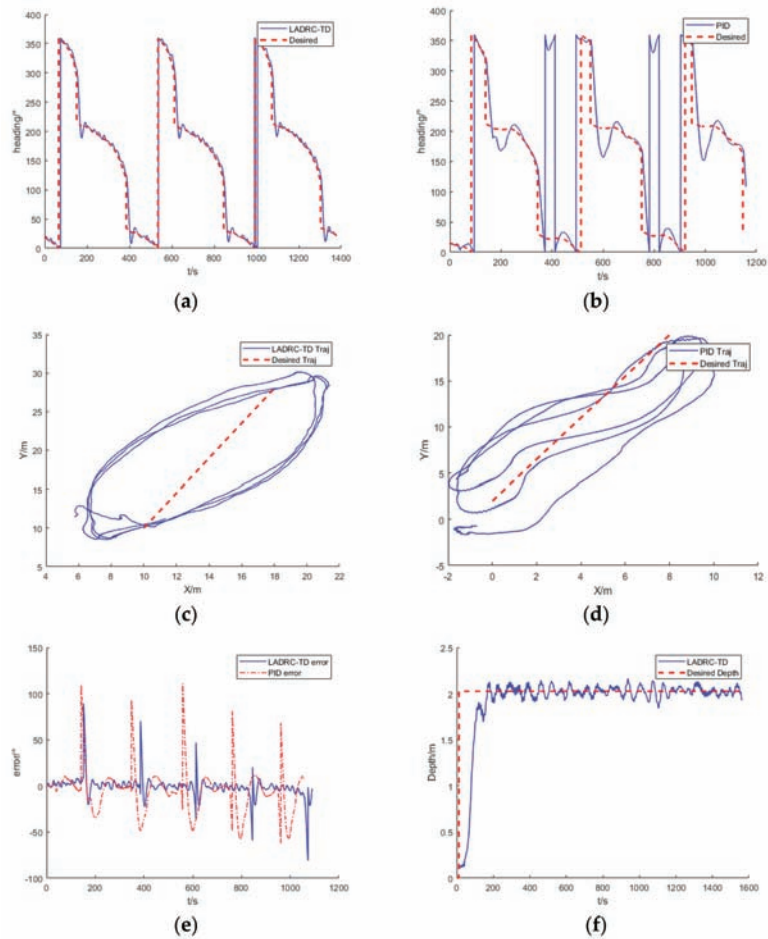 400
350
300
250
200
150
100
50
0
heading/°
LADRC-TD
Desired
0 200 400 600 800 1000 1200 1400
t/s
(a)
400
350
300
250
200
150
100
50
0
heading/°
PID
Desired
0 200 400 600 800 1000 1200
t/s
(b)
35
30
25
20
15
10
5
Y/m
LADRC-TD Traj
Desired Traj
4 6 8 10 12 14 16 18 20 22
X/m
(c)
20
15
10
5
0
-5
Y/m
PID Traj
Desired Traj
-2 0 2 4 6 8 10 12
X/m
(d)
150
100
50
0
-50
-100
error/°
LADRC-TD error
PID error
0 200 400 600 800 1000 1200
t/s
(e)
2.5
2
1.5
1
0.5
0
Depth/m
LADRC-TD
Desired Depth
0 200 400 600 800 1000 1200 1400 1600
t/s
(f)